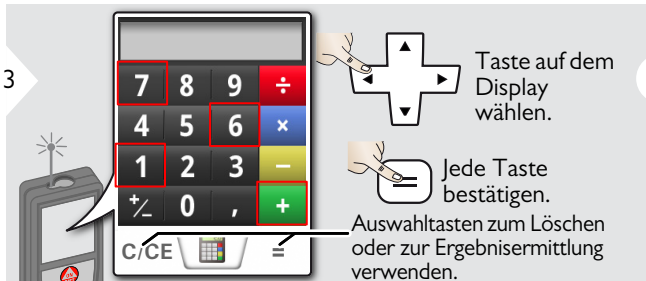 3
7 8 9 ÷
4 5 6 ×
1 2 3 −
+/− 0 , +
C/CE =
Taste auf dem
Display
wählen.
=
Jede Taste
bestätigen.
Auswahltasten zum Löschen
oder zur Ergebnisermittlung
verwenden.